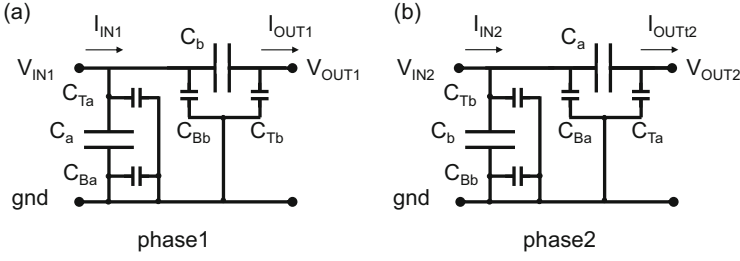 (a)
I_IN1
C_b
I_OUT1
V_IN1
V_OUT1
C_Ta
C_a
C_Bb
C_Tb
C_Ba
gnd
phase1
(b)
I_IN2
C_a
I_OUTt2
V_IN2
V_OUT2
C_Tb
C_b
C_Ba
C_Ta
C_Bb
gnd
phase2